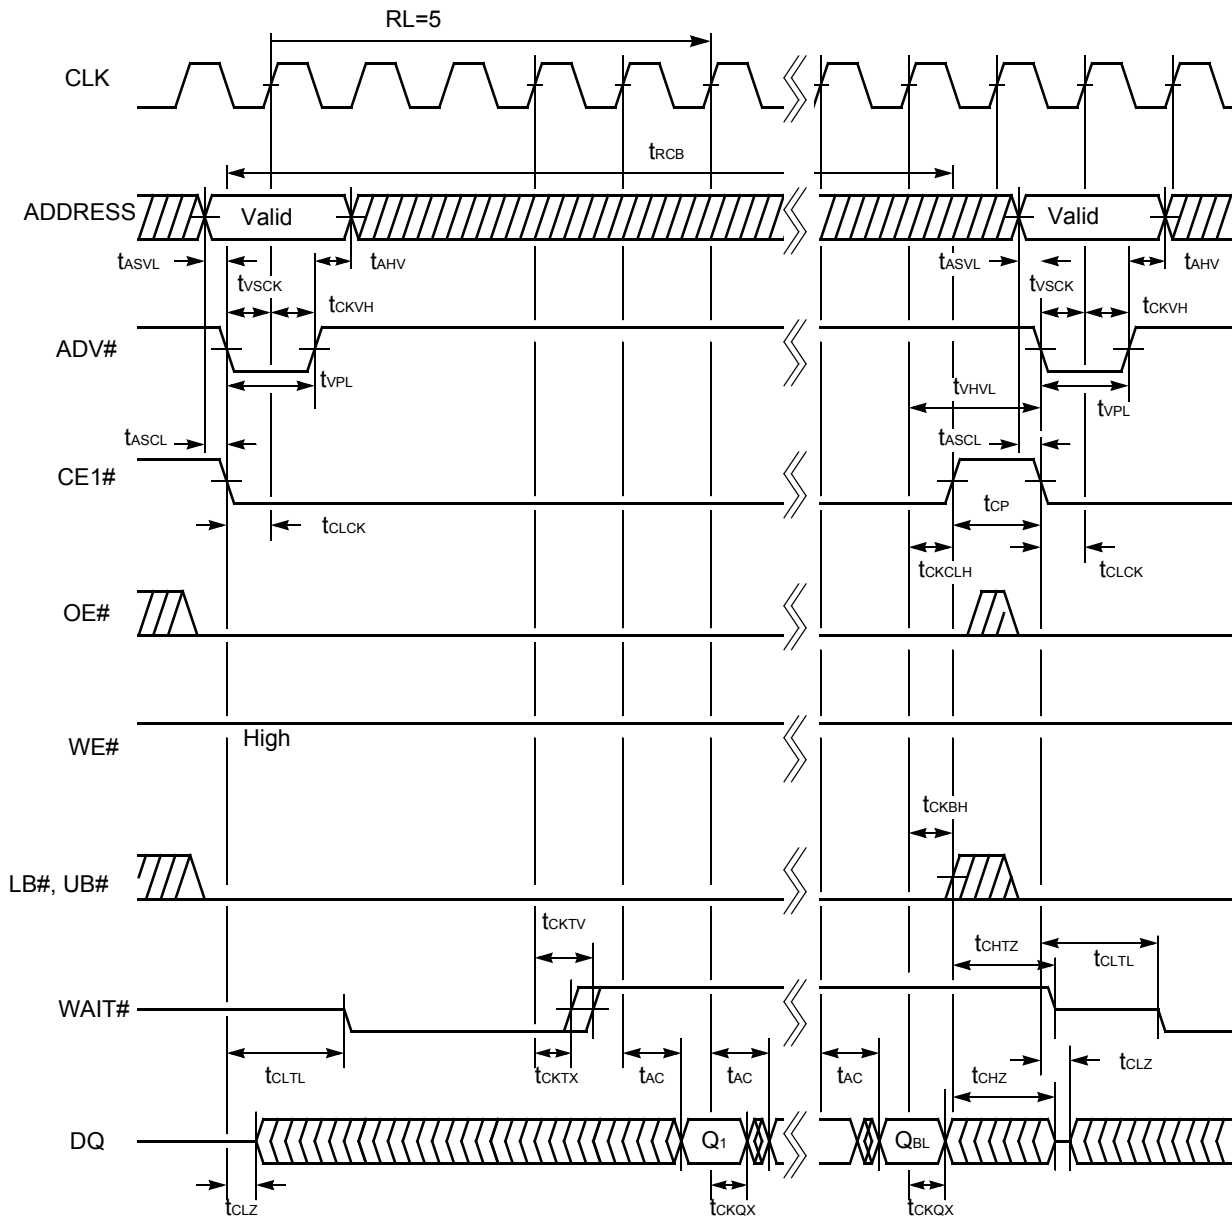 RL=5
CLK
tRCB
ADDRESS
Valid
Valid
tASVL
tAHV
tASVL
tAHV
tVSCK
tVSCK
tCKVH
tCKVH
ADV#
tVPL
tVHVL
tVPL
tASCL
tASCL
CE1#
tCP
tCLCK
tCKCLH
tCLCK
OE#
WE#
High
tCKBH
LB#, UB#
tCKTV
tCHTZ
tCLTL
WAIT#
tCLTL
tCKTX
tAC
tAC
tAC
tCHZ
tCLZ
DQ
Q1
QBL
tCLZ
tCKQX
tCKQX